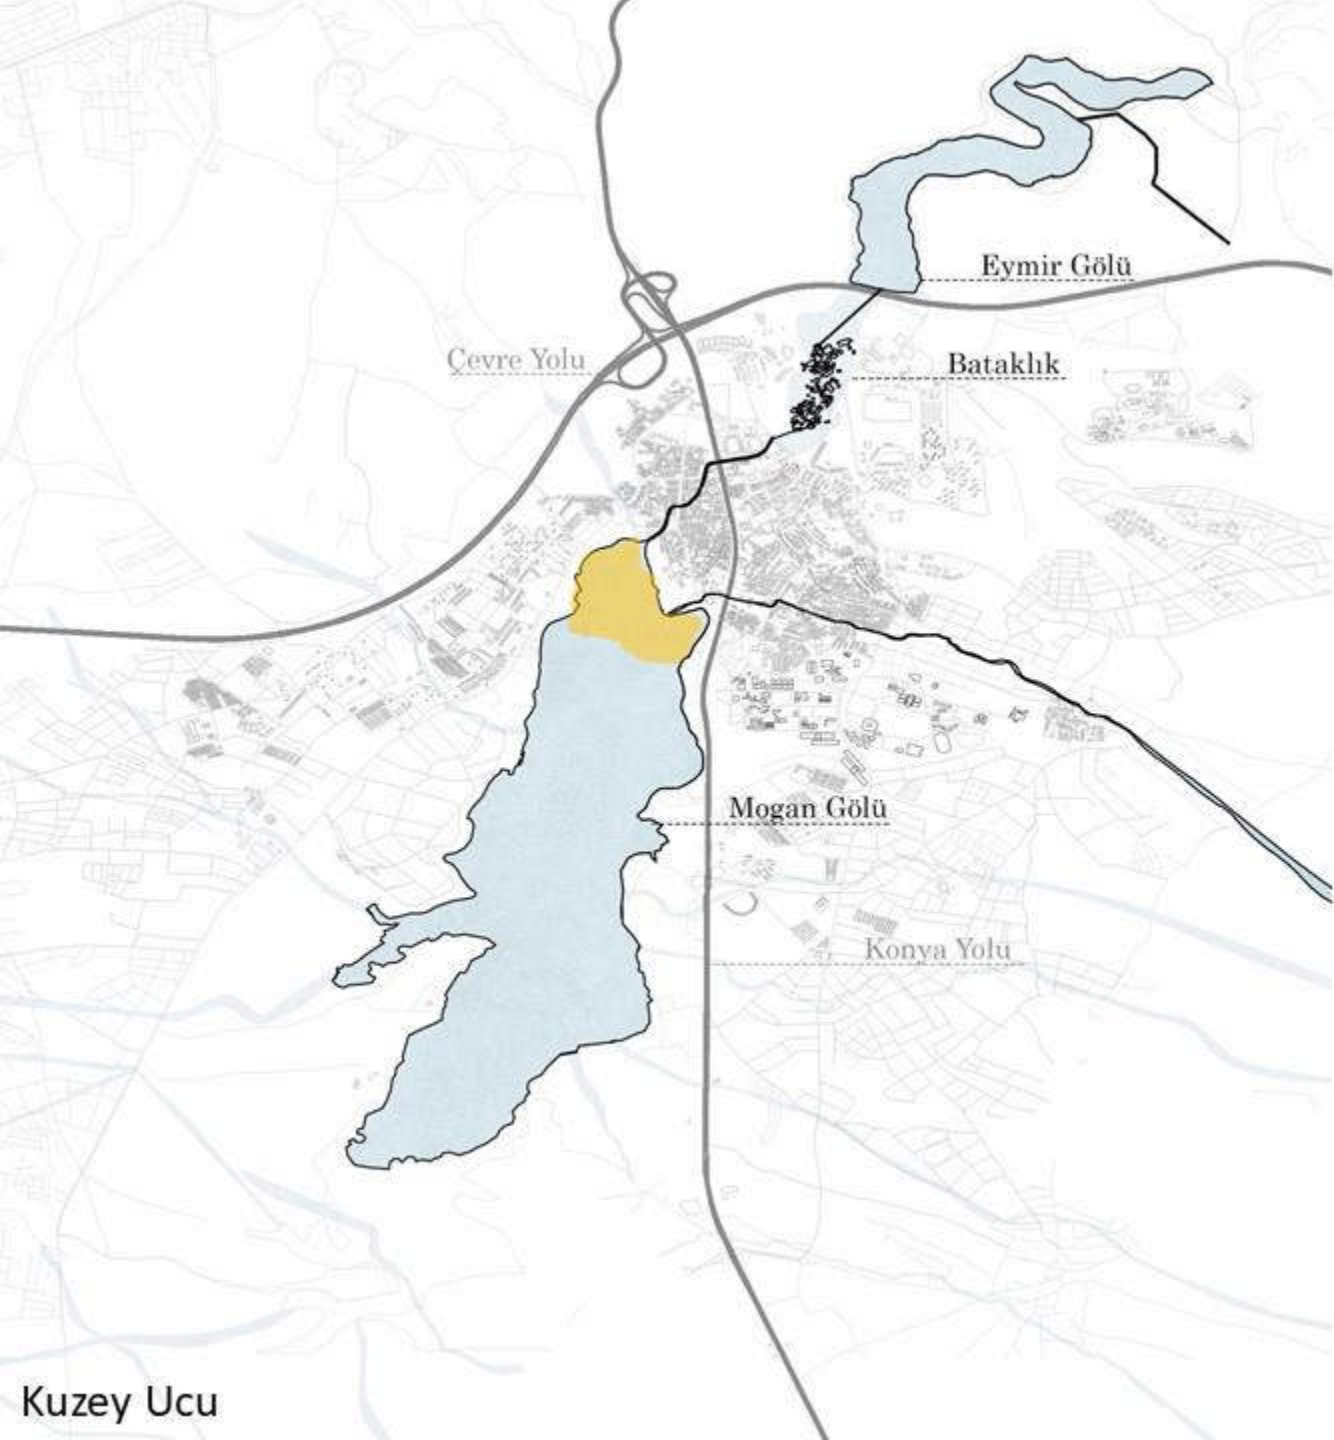 Eymir Gölü
Çevre Yolu
Bataklık
Mogan Gölü
Konya Yolu
Kuzey Ucu